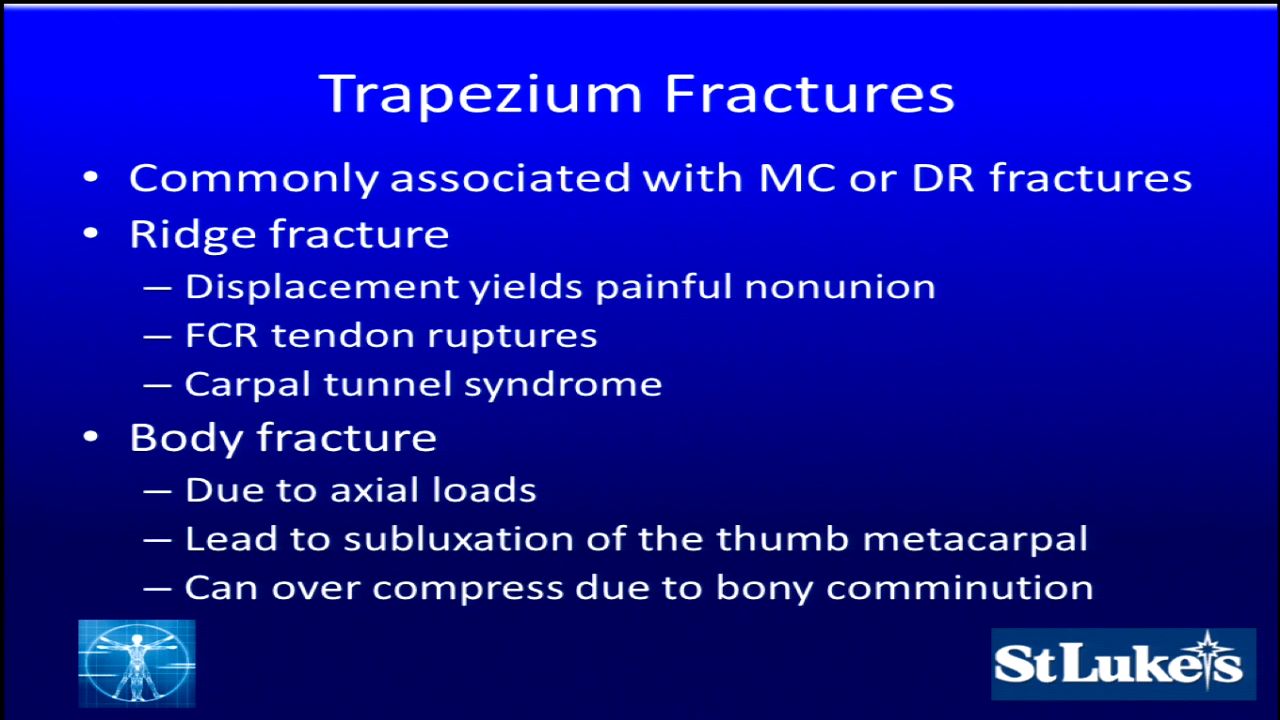 Trapezium Fractures
• Commonly associated with MC or DR fractures
• Ridge fracture
– Displacement yields painful nonunion
– FCR tendon ruptures
– Carpal tunnel syndrome
• Body fracture
– Due to axial loads
– Lead to subluxation of the thumb metacarpal
– Can over compress due to bony comminution
StLuke's